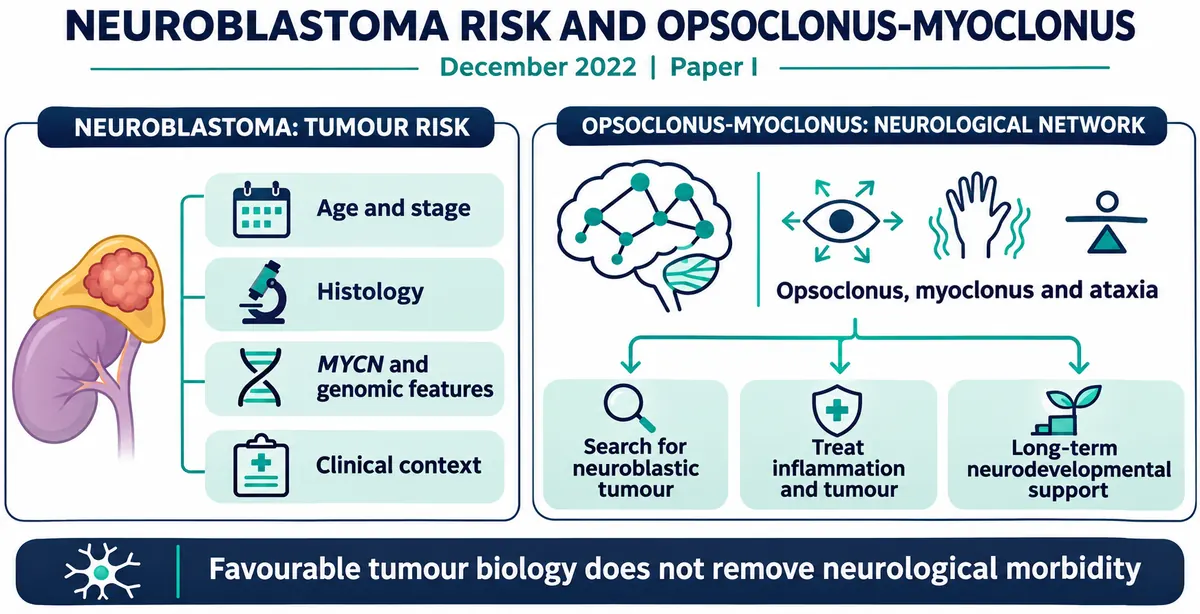 NEUROBLASTOMA RISK AND OPSOCLONUS-MYOCLONUS
December 2022 | Paper I
NEUROBLASTOMA: TUMOUR RISK
Age and stage
Histology
MYCN and
genomic features
Clinical context
OPSOCLONUS-MYOCLONUS: NEUROLOGICAL NETWORK
Opsoclonus, myoclonus and ataxia
Search for
neuroblastic
tumour
Treat
inflammation
and tumour
Long-term
neurodevelopmental
support
Favourable tumour biology does not remove neurological morbidity